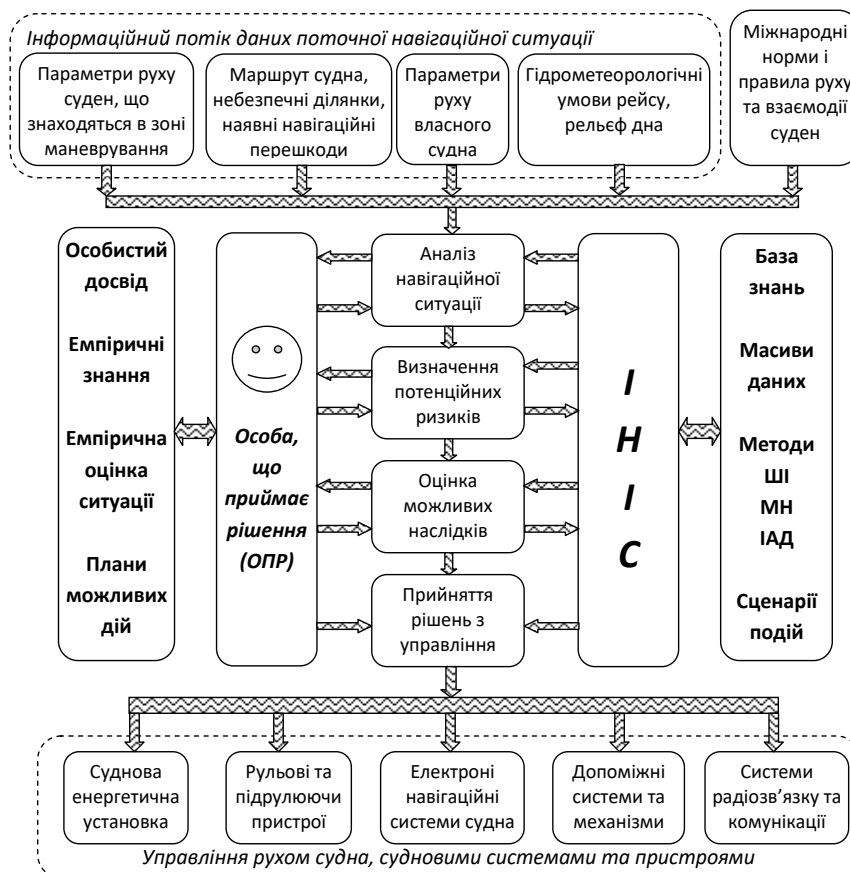 Інформаційний потік даних поточної навігаційної ситуації
Параметри руху
суден, що
знаходяться в зоні
маневрування
Маршрут судна,
небезпечні ділянки,
наявні навігаційні
перешкоди
Параметри
руху
власного
судна
Гідрометеорологічні
умови рейсу,
рельєф дна
Міжнародні
норми і
правила руху
та взаємодії
суден
Особистий
досвід
Емпіричні
знання
Емпірична
оцінка
ситуації
Плани
можливих
дій
Особа,
що
приймає
рішення
(ОПР)
Аналіз
навігаційної
ситуації
Визначення
потенційних
ризиків
Оцінка
можливих
наслідків
Прийняття
рішень з
управління
І
Н
І
С
База
знань
Масиви
даних
Методи
ШІ
МН
ІАД
Сценарії
подій
Суднова
енергетична
установка
Рульові та
підрулюючи
пристрої
Електроні
навігаційні
системи судна
Допоміжні
системи та
механізми
Системи
радіозв’язку та
комунікації
Управління рухом судна, судновими системами та пристроями